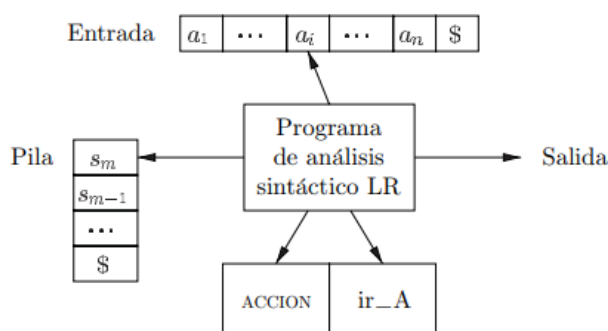 Entrada a₁ ··· aᵢ ··· aₙ $
Programa
de análisis
sintáctico LR
Pila
Salida
sₘ
sₘ₋₁
···
$
ACCION ir_A